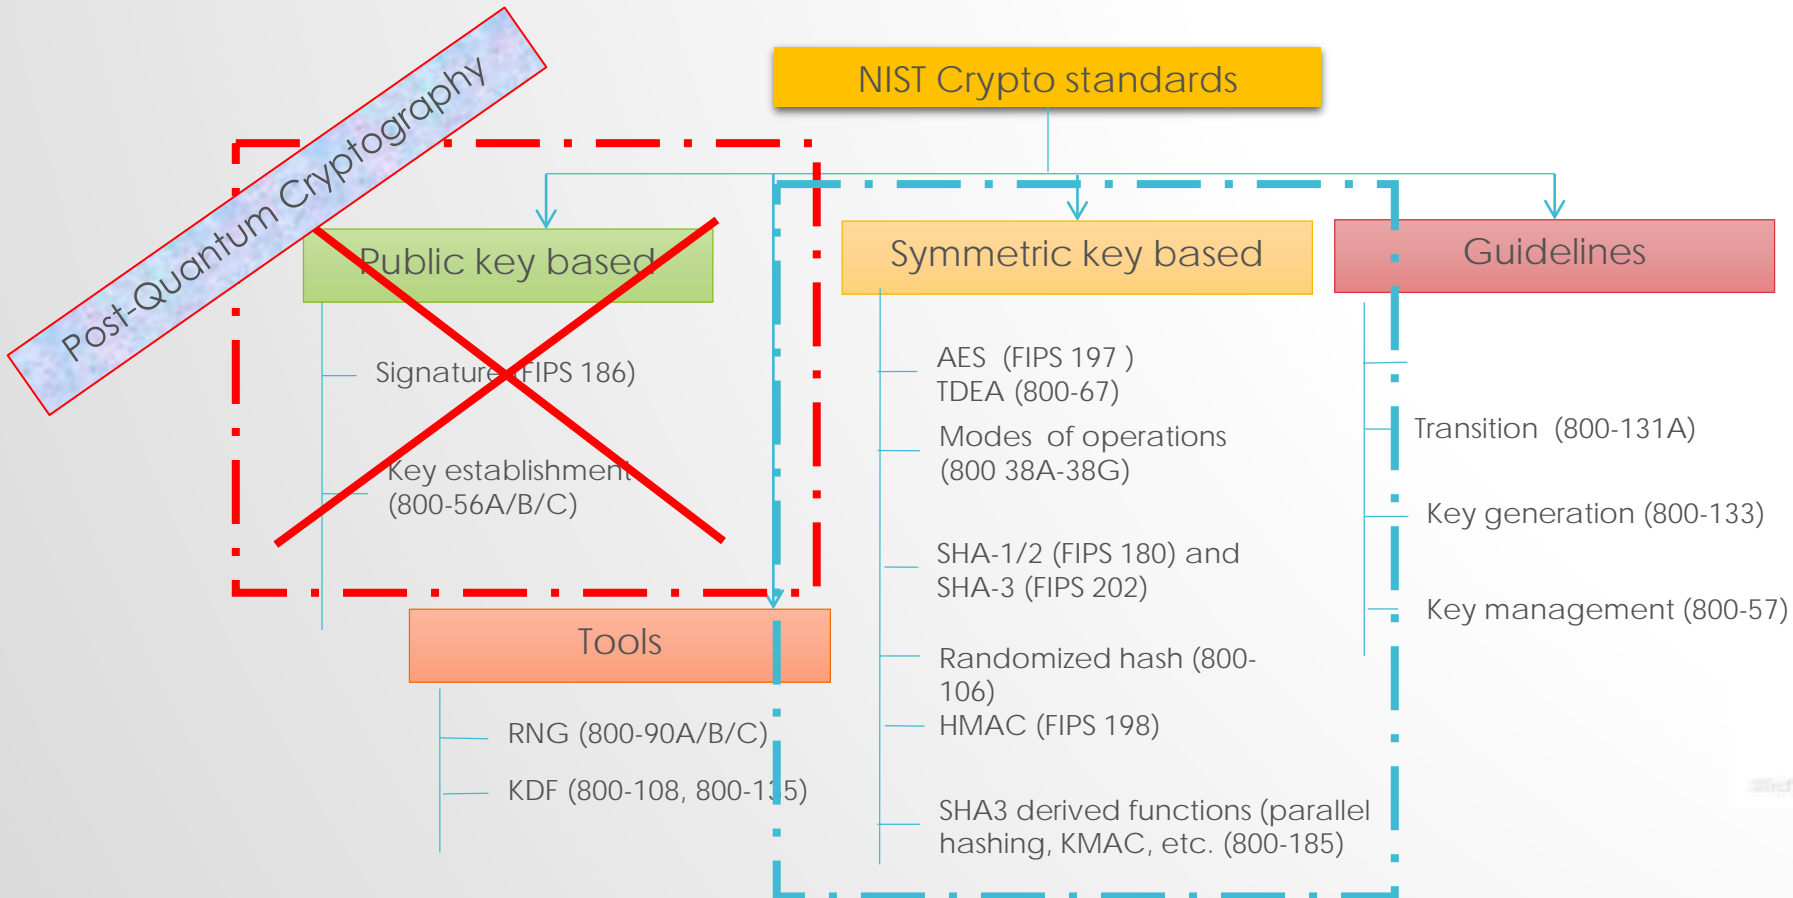 Post-Quantum Cryptography
NIST Crypto standards
Public key based
Signature (FIPS 186)
Key establishment
(800-56A/B/C)
Tools
RNG (800-90A/B/C)
KDF (800-108, 800-135)
Symmetric key based
AES (FIPS 197 )
TDEA (800-67)
Modes of operations
(800 38A-38G)
SHA-1/2 (FIPS 180) and
SHA-3 (FIPS 202)
Randomized hash (800-
106)
HMAC (FIPS 198)
SHA3 derived functions (parallel
hashing, KMAC, etc. (800-185)
Guidelines
Transition (800-131A)
Key generation (800-133)
Key management (800-57)